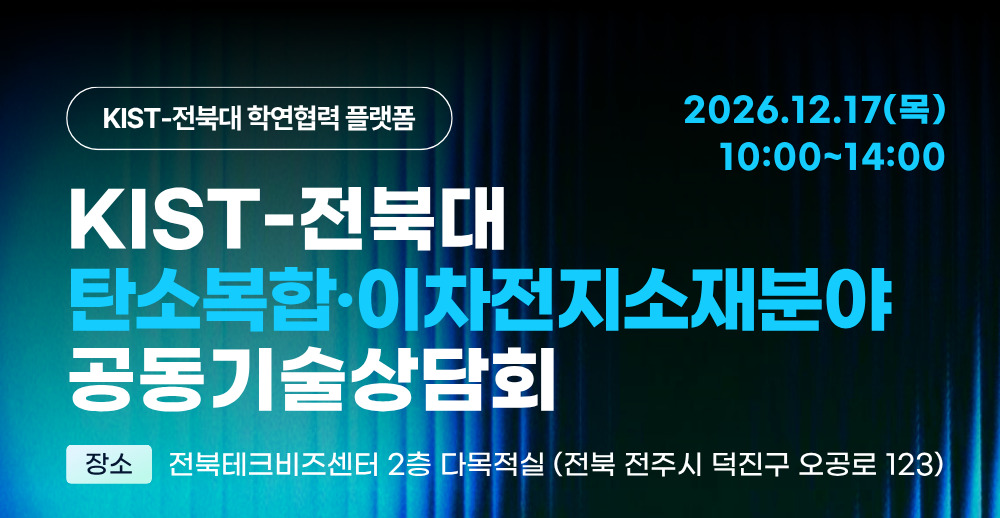 KIST-전북대 학연협력 플랫폼
2026.12.17(목)
10:00~14:00
KIST-전북대
탄소복합·이차전지소재분야
공동기술상담회
장소 전북테크비즈센터 2층 다목적실 (전북 전주시 덕진구 오공로 123)